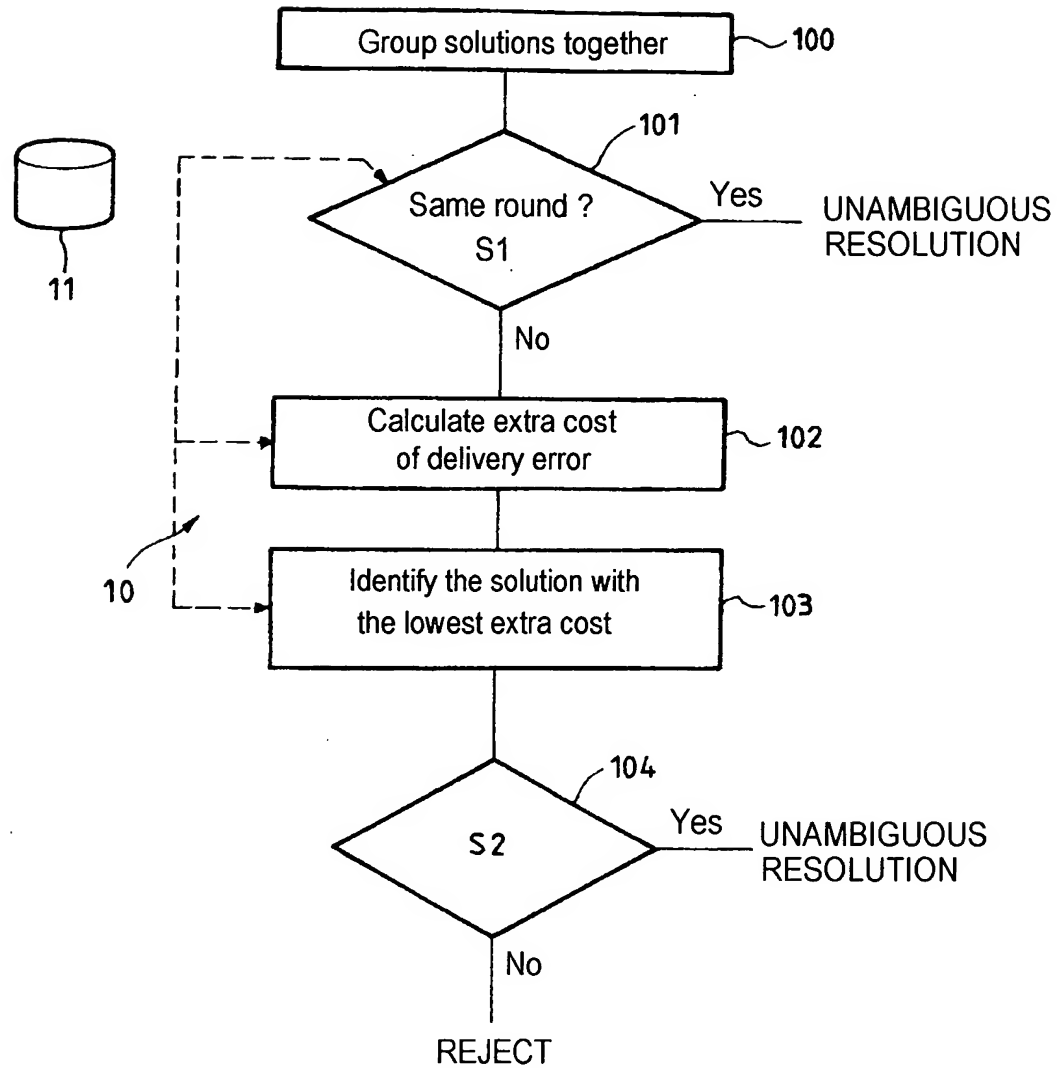 Group solutions together
100
101
Same round ?
S1
Yes
UNAMBIGUOUS
RESOLUTION
11
No
Calculate extra cost
of delivery error
102
10
Identify the solution with
the lowest extra cost
103
104
S2
Yes
UNAMBIGUOUS
RESOLUTION
No
REJECT